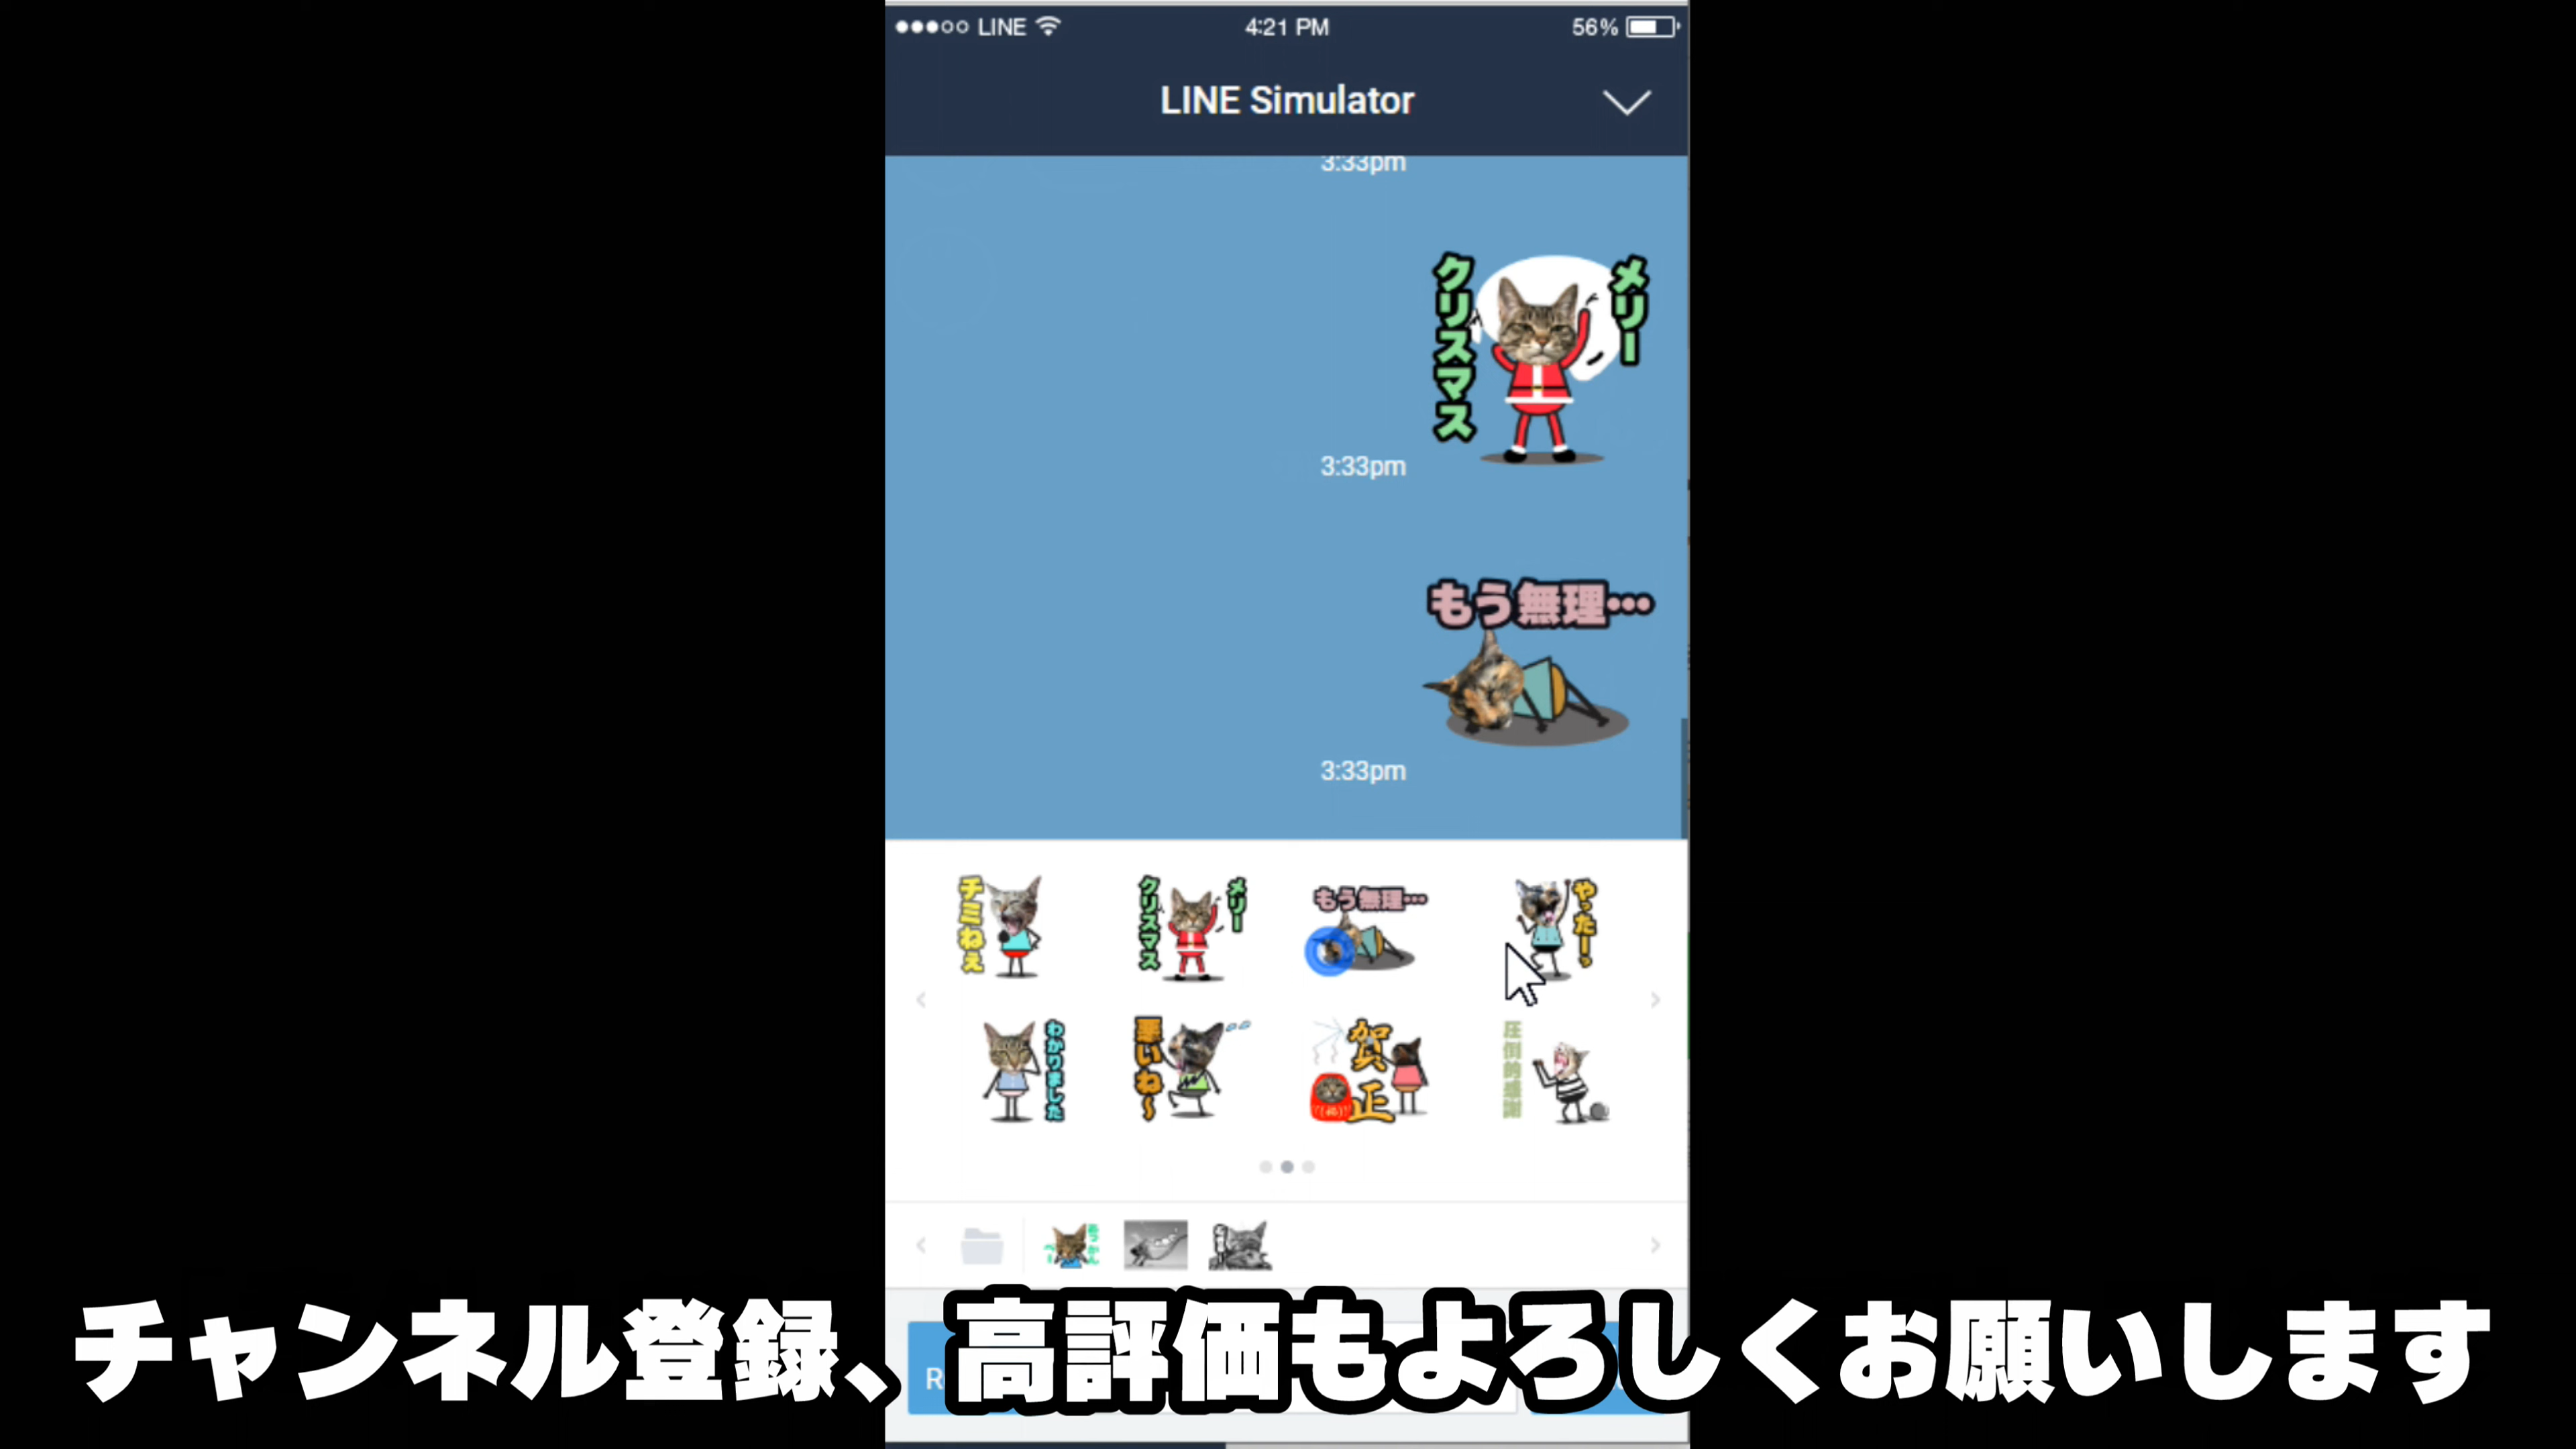 LINE 4:21 PM 56%
LINE Simulator
3:33pm
メリー
クリスマス
3:33pm
もう無理…
3:33pm
チミねえ
メリー
クリスマス
もう無理…
やったーっ
わかりました
悪いね〜
賀正
圧倒的感謝
チャンネル登録、高評価もよろしくお願いします